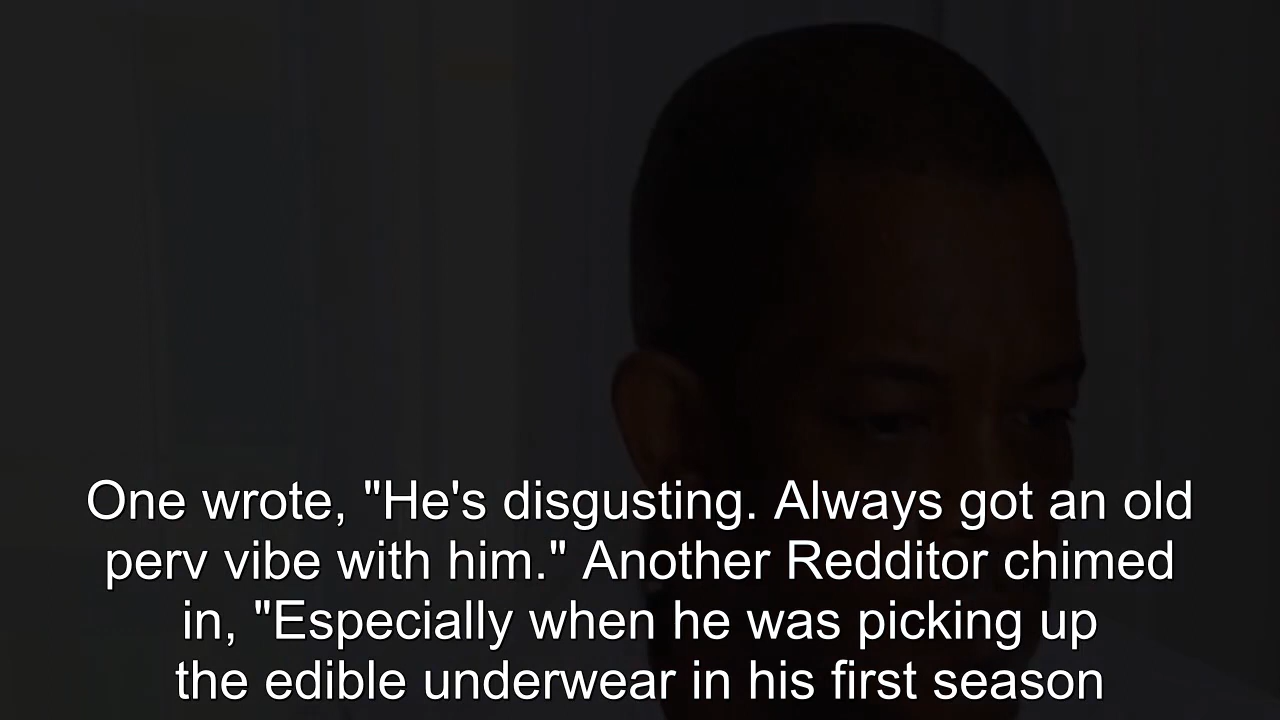 One wrote, "He's disgusting. Always got an old
perv vibe with him." Another Redditor chimed
in, "Especially when he was picking up
the edible underwear in his first season